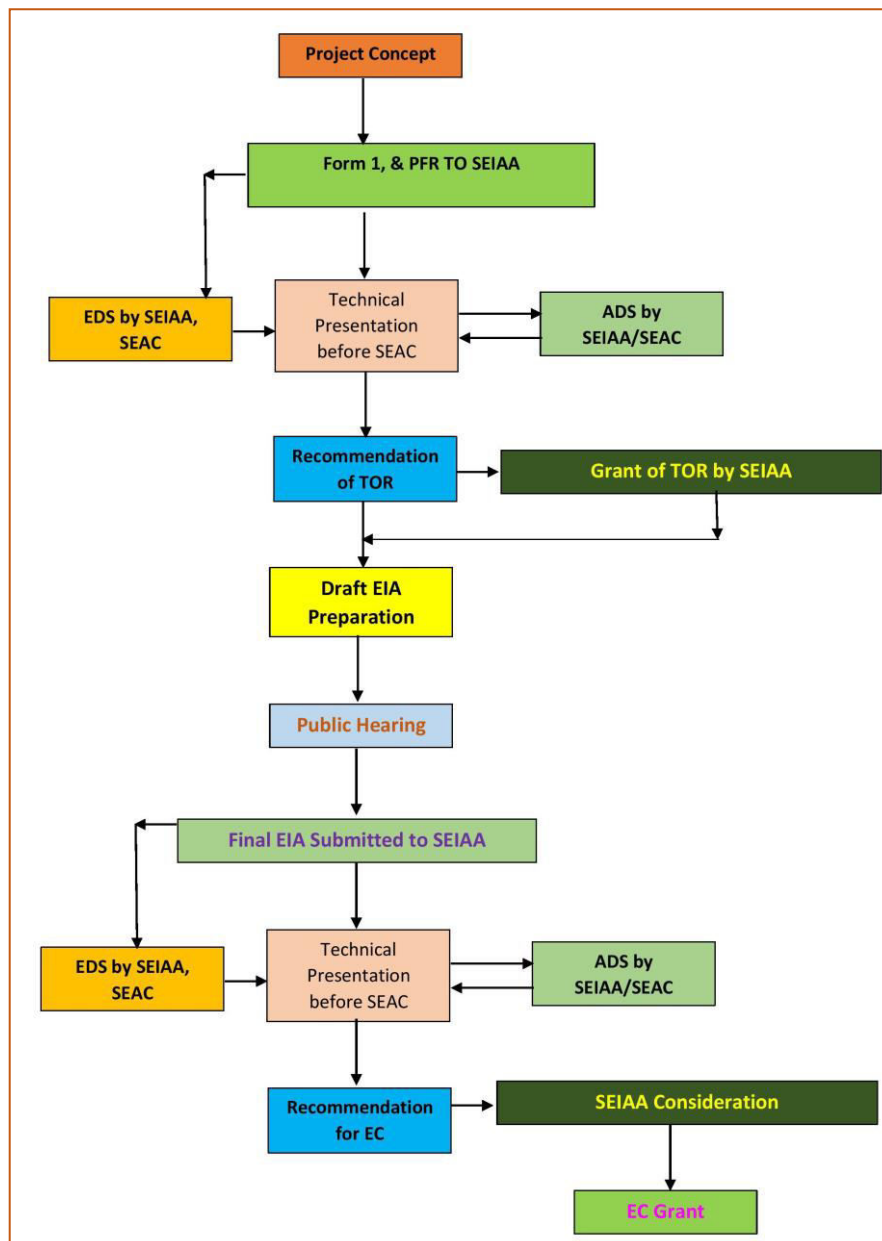 Project Concept
Form 1, & PFR TO SEIAA
EDS by SEIAA,
SEAC
Technical
Presentation
before SEAC
ADS by
SEIAA/SEAC
Recommendation
of TOR
Grant of TOR by SEIAA
Draft EIA
Preparation
Public Hearing
Final EIA Submitted to SEIAA
EDS by SEIAA,
SEAC
Technical
Presentation
before SEAC
ADS by
SEIAA/SEAC
Recommendation
for EC
SEIAA Consideration
EC Grant